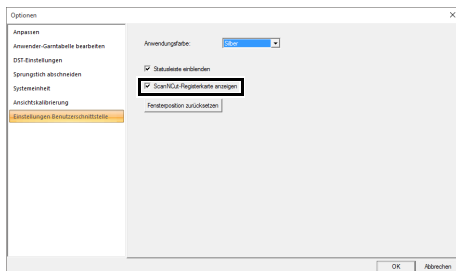 Optionen
Anpassen
Anwender-Garntabelle bearbeiten
DST-Einstellungen
Sprungstich abschneiden
Systemeinheit
Ansichtskalibrierung
Einstellungen Benutzerschnittstelle
Anwendungsfarbe: Silber
Statusleiste einblenden
ScanNCut-Registerkarte anzeigen
Fensterposition zurücksetzen
OK Abbrechen